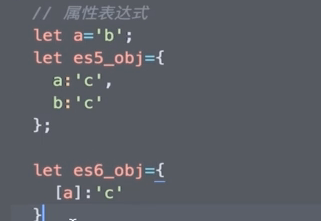 // 属性表达式
let a='b';
let es5_obj={
a:'c',
b:'c'
};
let es6_obj={
[a]:'c'
}